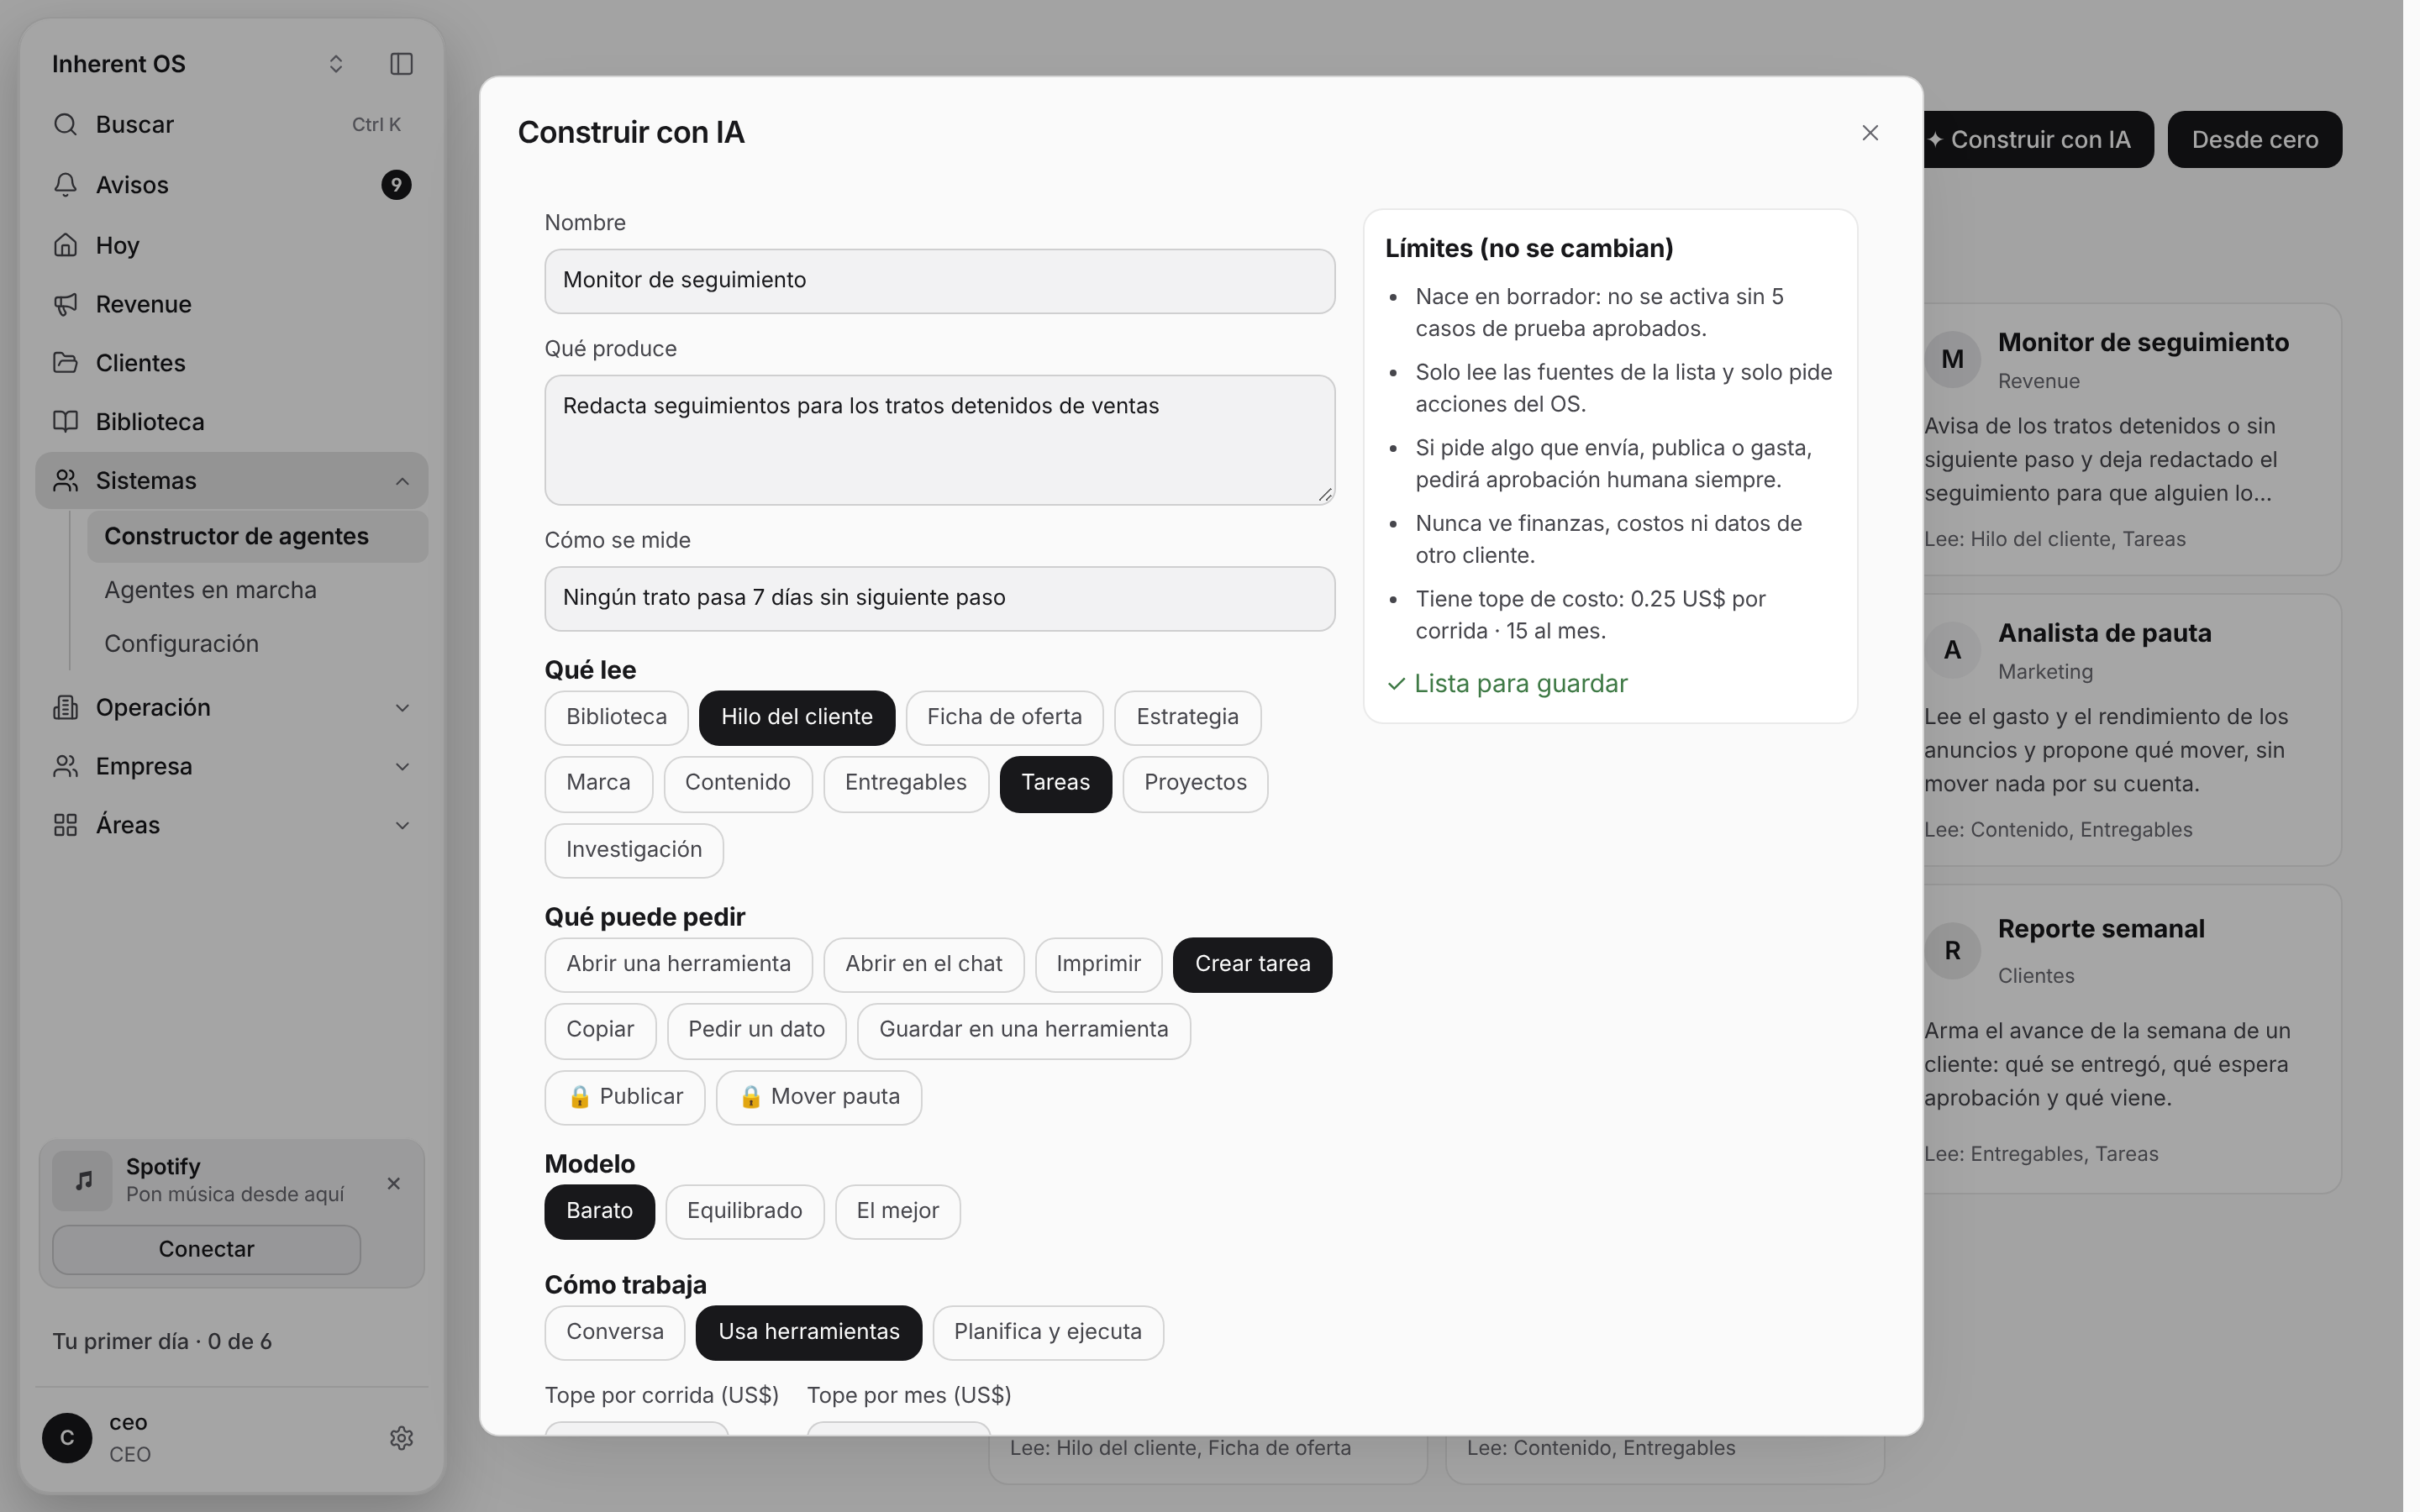 Inherent OS
Buscar
Ctrl K
Avisos
9
Hoy
Revenue
Clientes
Biblioteca
Sistemas
Constructor de agentes
Agentes en marcha
Configuración
Operación
Empresa
Áreas
Spotify
Pon música desde aquí
Conectar
Tu primer día · 0 de 6
C
ceo
CEO
Construir con IA
Nombre
Monitor de seguimiento
Qué produce
Redacta seguimientos para los tratos detenidos de ventas
Cómo se mide
Ningún trato pasa 7 días sin siguiente paso
Qué lee
Biblioteca
Hilo del cliente
Ficha de oferta
Estrategia
Marca
Contenido
Entregables
Tareas
Proyectos
Investigación
Qué puede pedir
Abrir una herramienta
Abrir en el chat
Imprimir
Crear tarea
Copiar
Pedir un dato
Guardar en una herramienta
🔒 Publicar
🔒 Mover pauta
Modelo
Barato
Equilibrado
El mejor
Cómo trabaja
Conversa
Usa herramientas
Planifica y ejecuta
Tope por corrida (US$)
Tope por mes (US$)
Límites (no se cambian)
• Nace en borrador: no se activa sin 5
casos de prueba aprobados.
• Solo lee las fuentes de la lista y solo pide
acciones del OS.
• Si pide algo que envía, publica o gasta,
pedirá aprobación humana siempre.
• Nunca ve finanzas, costos ni datos de
otro cliente.
• Tiene tope de costo: 0.25 US$ por
corrida · 15 al mes.
✓ Lista para guardar
✦ Construir con IA
Desde cero
M
Monitor de seguimiento
Revenue
Avisa de los tratos detenidos o sin
siguiente paso y deja redactado el
seguimiento para que alguien lo...
Lee: Hilo del cliente, Tareas
A
Analista de pauta
Marketing
Lee el gasto y el rendimiento de los
anuncios y propone qué mover, sin
mover nada por su cuenta.
Lee: Contenido, Entregables
R
Reporte semanal
Clientes
Arma el avance de la semana de un
cliente: qué se entregó, qué espera
aprobación y qué viene.
Lee: Entregables, Tareas
Lee: Hilo del cliente, Ficha de oferta
Lee: Contenido, Entregables